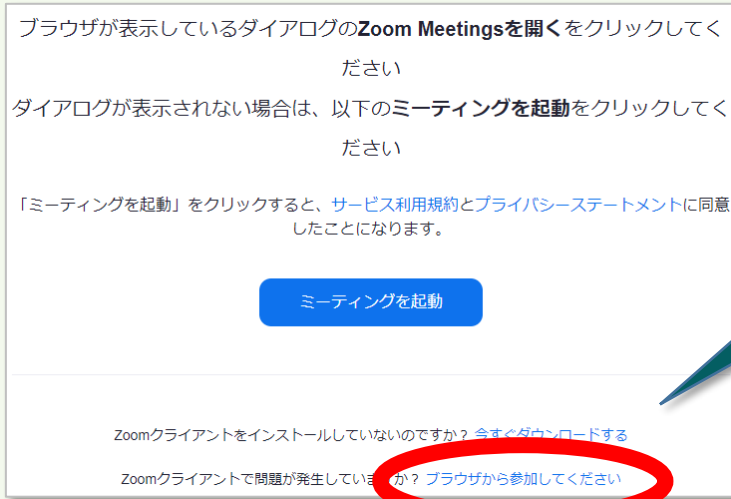 ブラウザが表示しているダイアログのZoom Meetingsを開くをクリックしてく
ださい
ダイアログが表示されない場合は、以下のミーティングを起動をクリックしてく
ださい
「ミーティングを起動」をクリックすると、サービス利用規約とプライバシーステートメントに同意
したことになります。
ミーティングを起動
Zoomクライアントをインストールしていないのですか？ 今すぐダウンロードする
Zoomクライアントで問題が発生していま か？ ブラウザから参加してください